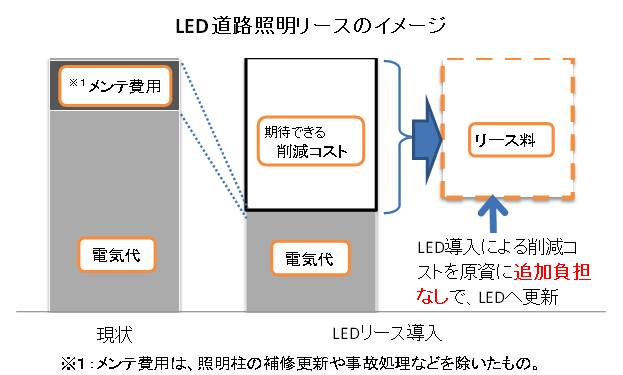 LED道路照明リースのイメージ
※1メンテ費用
期待できる
削減コスト
リース料
電気代
電気代
LED導入による削減コ
ストを原資に追加負担
なしで、LEDへ更新
現状
LEDリース導入
※1：メンテ費用は、照明柱の補修更新や事故処理などを除いたもの。